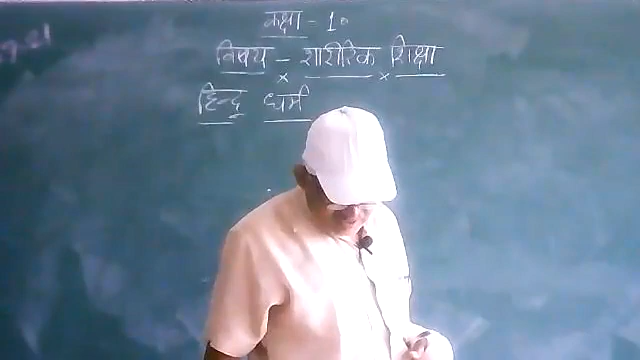 कक्षा - 10
विषय - शारीरिक शिक्षा
हिन्दू धर्म